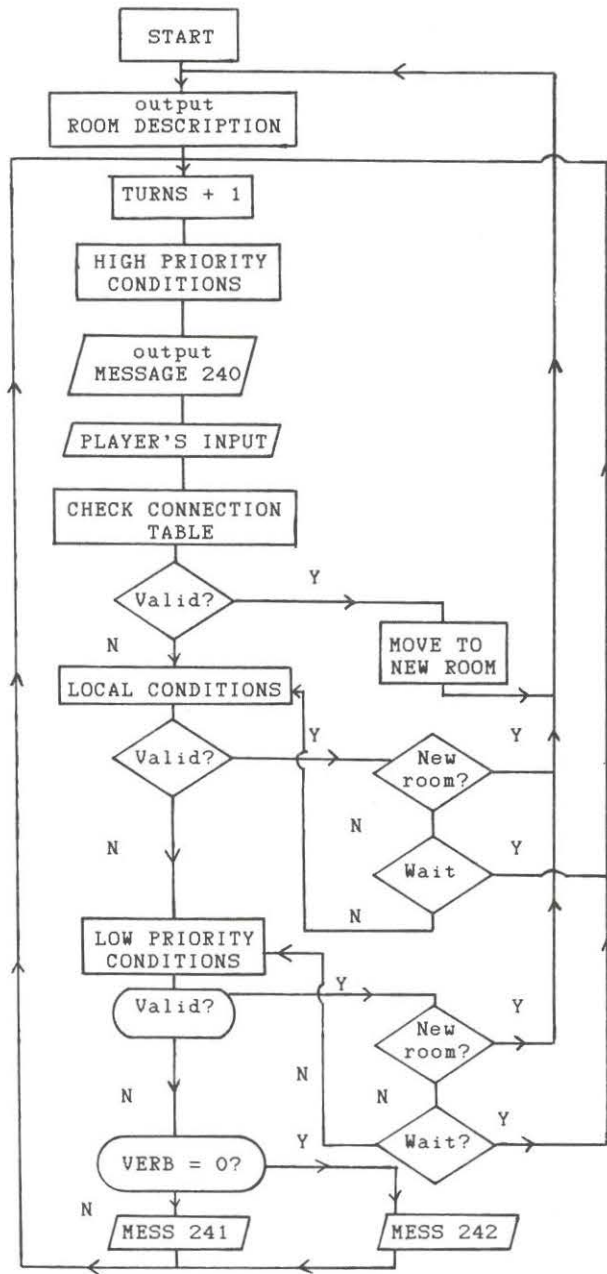 START
output
ROOM DESCRIPTION
TURNS + 1
HIGH PRIORITY
CONDITIONS
output
MESSAGE 240
PLAYER'S INPUT
CHECK CONNECTION
TABLE
Valid?
Y
N
MOVE TO
NEW ROOM
LOCAL CONDITIONS
Valid?
Y
New
room?
Y
N
N
Wait
Y
N
LOW PRIORITY
CONDITIONS
Valid?
Y
New
room?
Y
N
N
N
Wait?
Y
VERB = 0?
Y
N
MESS 241
MESS 242